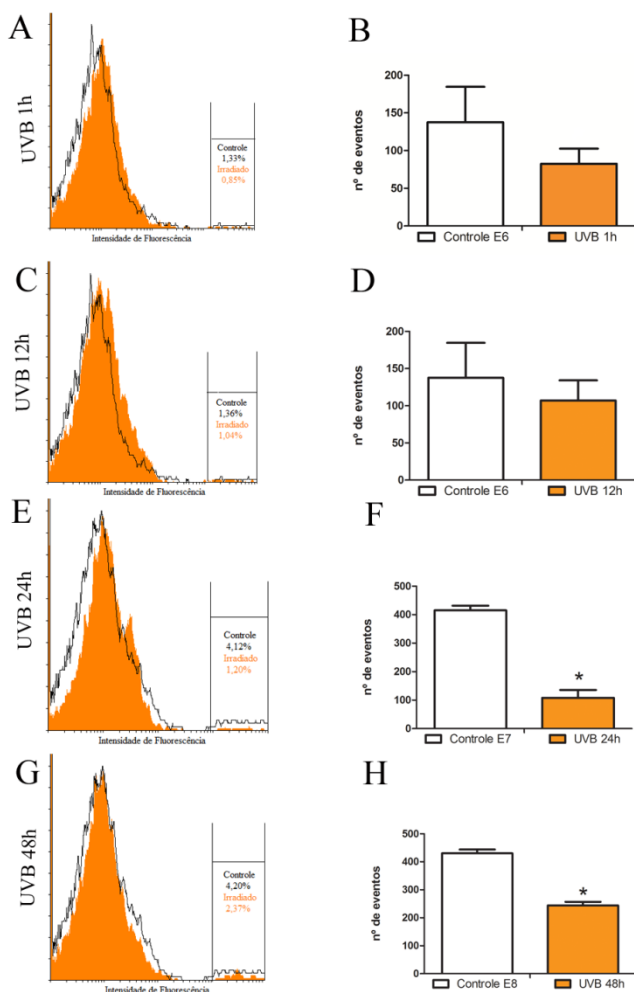 A
UVB 1h
Controle
1,33%
Irradiado
0,85%
Intensidade de Fluorescência
B
nº de eventos
200
150
100
50
0
Controle E6
UVB 1h
C
UVB 12h
Controle
1,36%
Irradiado
1,04%
Intensidade de Fluorescência
D
nº de eventos
200
150
100
50
0
Controle E6
UVB 12h
E
UVB 24h
Controle
4,12%
Irradiado
1,20%
Intensidade de Fluorescência
F
nº de eventos
500
400
300
200
100
0
*
Controle E7
UVB 24h
G
UVB 48h
Controle
4,20%
Irradiado
2,37%
Intensidade de Fluorescência
H
nº de eventos
500
400
300
200
100
0
*
Controle E8
UVB 48h